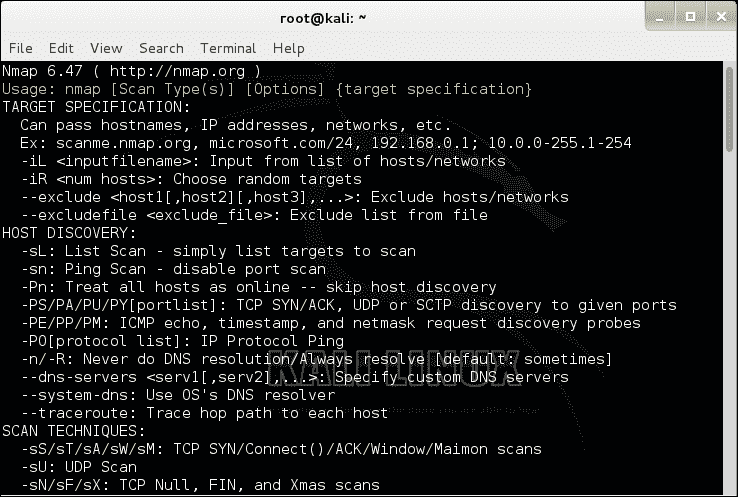 root@kali: ~
File Edit View Search Terminal Help
Nmap 6.47 ( http://nmap.org )
Usage: nmap [Scan Type(s)] [Options] {target specification}
TARGET SPECIFICATION:
  Can pass hostnames, IP addresses, networks, etc.
  Ex: scanme.nmap.org, microsoft.com/24, 192.168.0.1; 10.0.0-255.1-254
  -iL <inputfilename>: Input from list of hosts/networks
  -iR <num hosts>: Choose random targets
  --exclude <host1[,host2][,host3],...>: Exclude hosts/networks
  --excludefile <exclude_file>: Exclude list from file
HOST DISCOVERY:
  -sL: List Scan - simply list targets to scan
  -sn: Ping Scan - disable port scan
  -Pn: Treat all hosts as online -- skip host discovery
  -PS/PA/PU/PY[portlist]: TCP SYN/ACK, UDP or SCTP discovery to given ports
  -PE/PP/PM: ICMP echo, timestamp, and netmask request discovery probes
  -PO[protocol list]: IP Protocol Ping
  -n/-R: Never do DNS resolution/Always resolve [default: sometimes]
  --dns-servers <serv1[,serv2],...>: Specify custom DNS servers
  --system-dns: Use OS's DNS resolver
  --traceroute: Trace hop path to each host
SCAN TECHNIQUES:
  -sS/sT/sA/sW/sM: TCP SYN/Connect()/ACK/Window/Maimon scans
  -sU: UDP Scan
  -sN/sF/sX: TCP Null, FIN, and Xmas scans
KALI LINUX